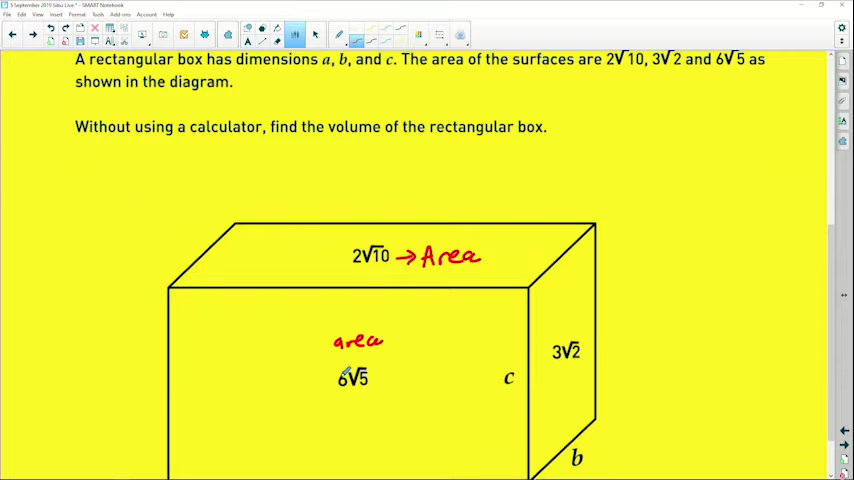 5 September 2019 Sibu Live * - SMART Notebook
File Edit View Insert Format Tools Add-ons Account Help
A rectangular box has dimensions a, b, and c. The area of the surfaces are 2√10, 3√2 and 6√5 as
shown in the diagram.
Without using a calculator, find the volume of the rectangular box.
2√10 → Area
area
3√2
6√5
c
b